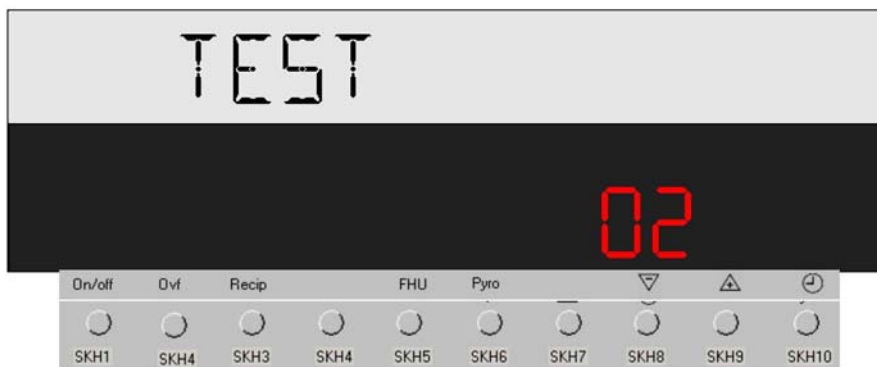 TEST
02
On/off Ovf Recip FHU Pyro
SKH1 SKH4 SKH3 SKH4 SKH5 SKH6 SKH7 SKH8 SKH9 SKH10